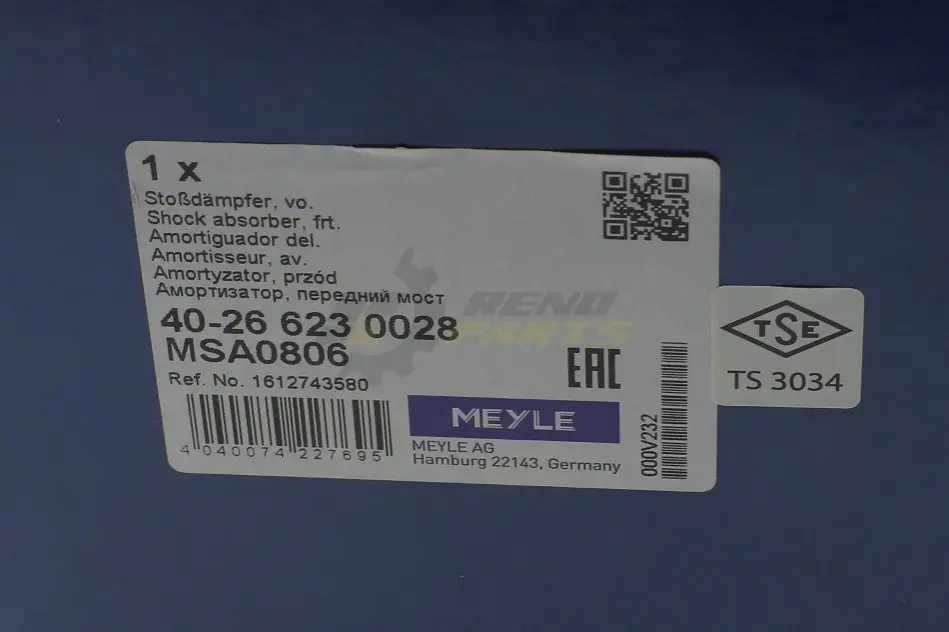 1 x
Stoßdämpfer, vo.
Shock absorber, frt.
Amortiguador del.
Amortisseur, av.
Amortyzator, przód
Амортизатор, передний мост
40-26 623 0028
MSA0806
Ref. No. 1612743580
4 040074 227695
EAC
MEYLE
MEYLE AG
Hamburg 22143, Germany
000V232
TSE
TS 3034
RENO
PARTS